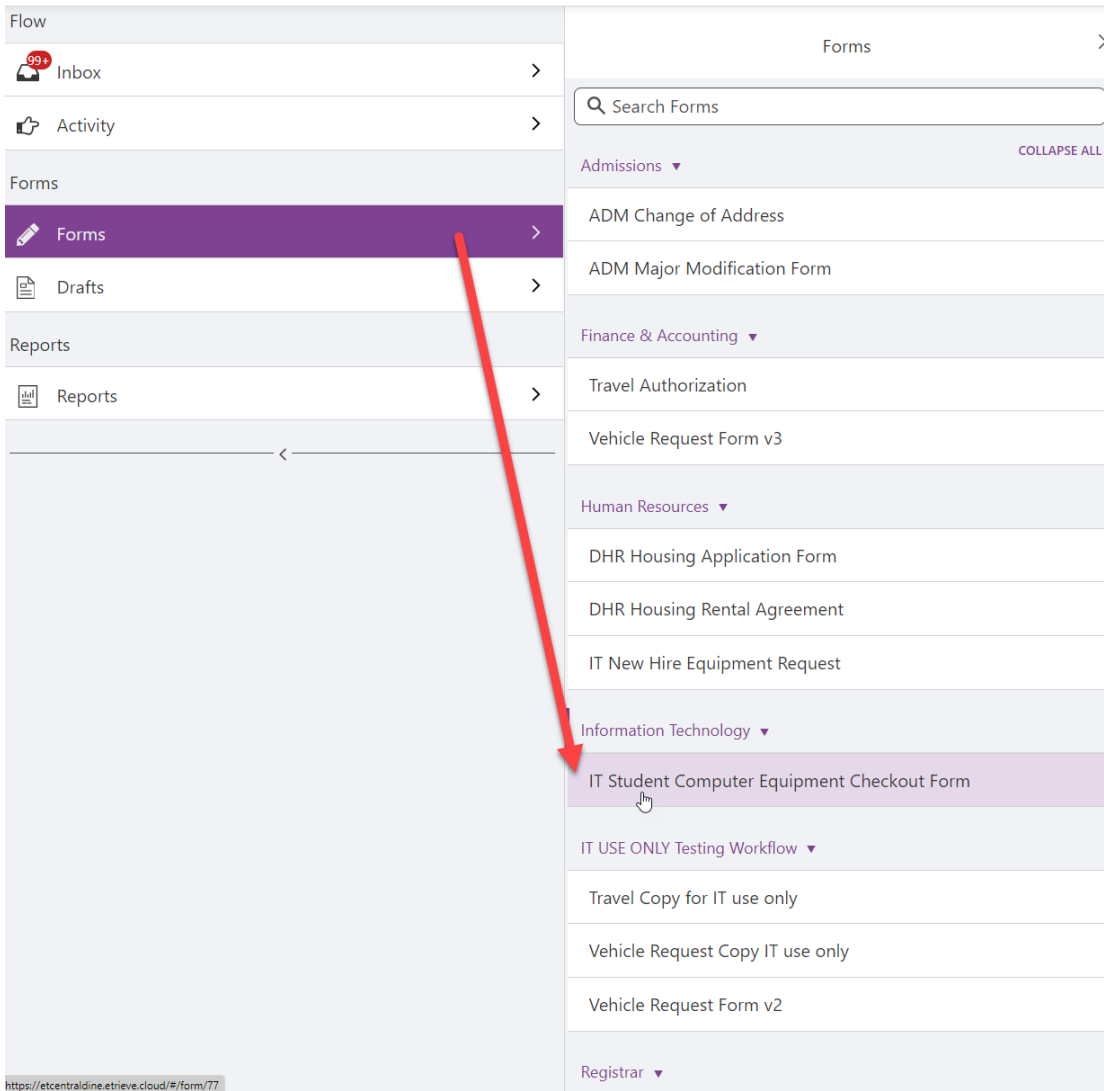 Flow
99+
Inbox
Activity
Forms
Forms
Drafts
Reports
Reports
https://etcentraldine.etrieve.cloud/#/form/77
Forms
Search Forms
COLLAPSE ALL
Admissions
ADM Change of Address
ADM Major Modification Form
Finance & Accounting
Travel Authorization
Vehicle Request Form v3
Human Resources
DHR Housing Application Form
DHR Housing Rental Agreement
IT New Hire Equipment Request
Information Technology
IT Student Computer Equipment Checkout Form
IT USE ONLY Testing Workflow
Travel Copy for IT use only
Vehicle Request Copy IT use only
Vehicle Request Form v2
Registrar